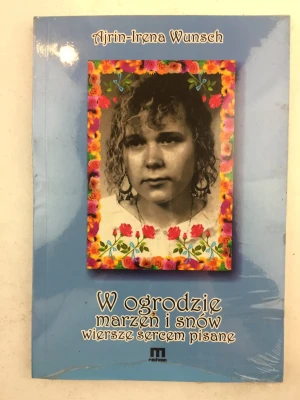 Ajrin-Irena Wunsch
W ogrodzie
marzeń i snów
wiersze sercem pisane
m